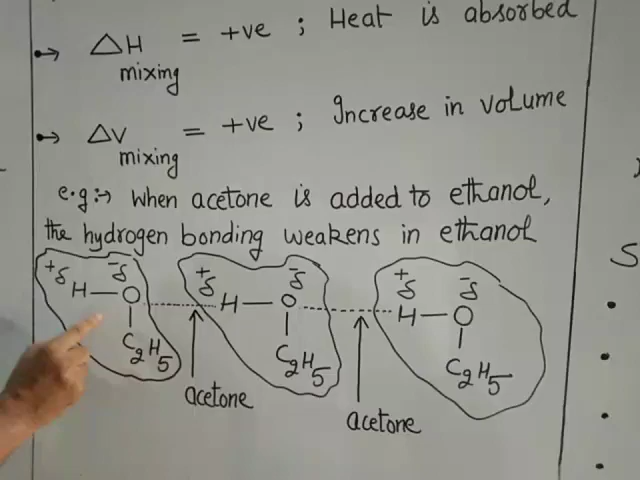 ΔH = +ve ; Heat is absorbed
mixing
ΔV = +ve ; Increase in volume
mixing
e.g:→ When acetone is added to ethanol,
the hydrogen bonding weakens in ethanol
+δ -δ +δ -δ +δ -δ
H—O H—O H—O
C2H5 C2H5 C2H5
acetone acetone
S